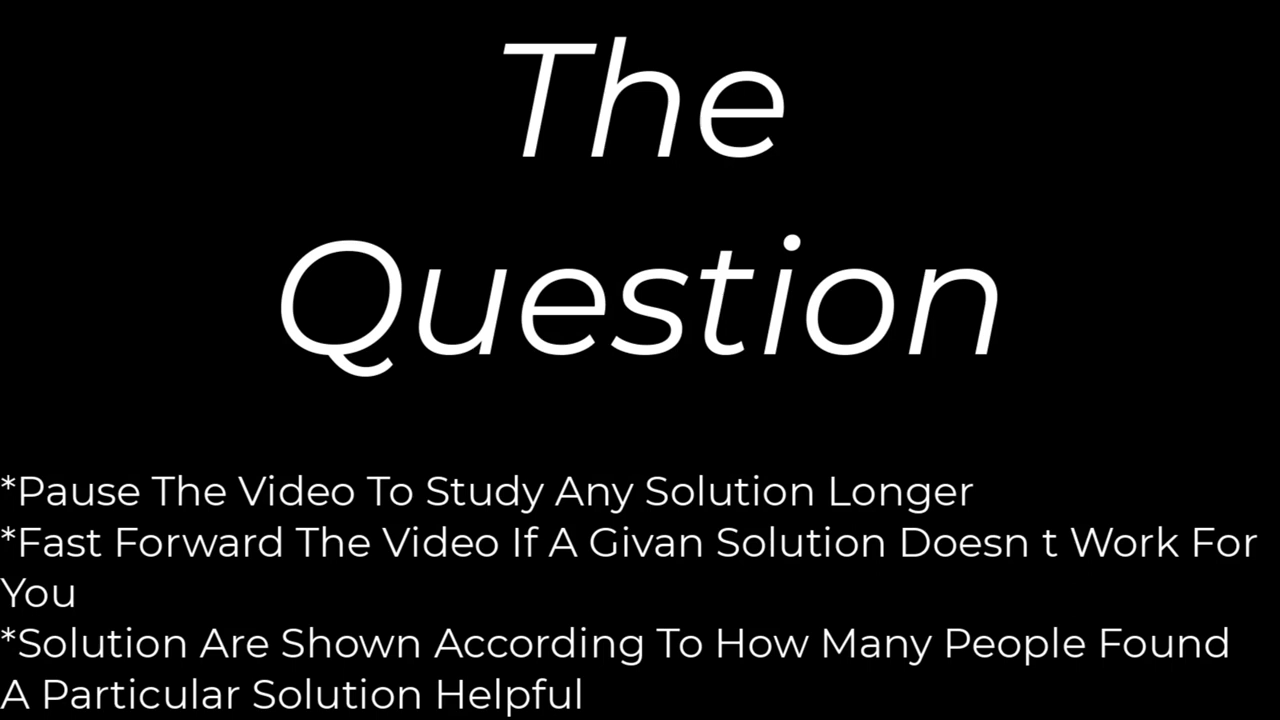 The
Question
*Pause The Video To Study Any Solution Longer
*Fast Forward The Video If A Givan Solution Doesn t Work For
You
*Solution Are Shown According To How Many People Found
A Particular Solution Helpful